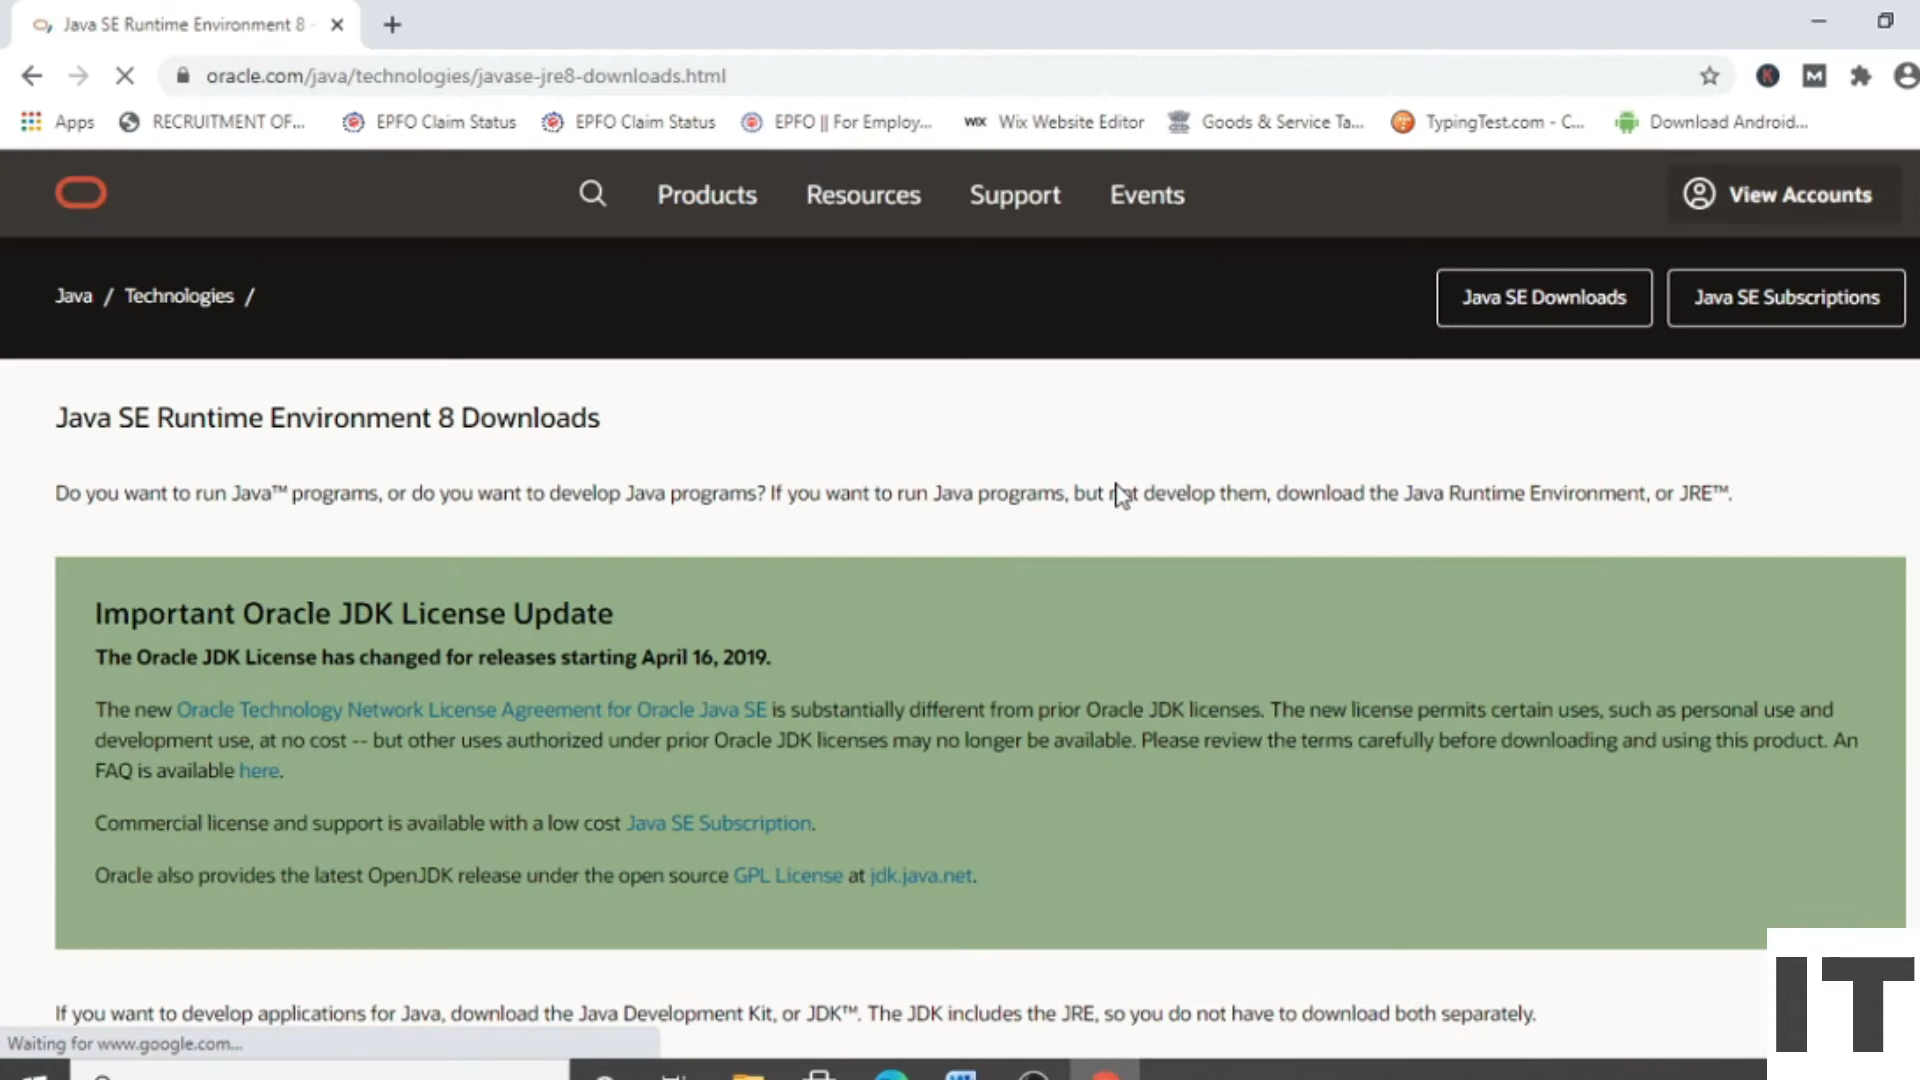 Java SE Runtime Environment 8 -
oracle.com/java/technologies/javase-jre8-downloads.html
Apps
RECRUITMENT OF...
EPFO Claim Status
EPFO Claim Status
EPFO || For Employ...
WIX Wix Website Editor
Goods & Service Ta...
TypingTest.com - C...
Download Android...
Products
Resources
Support
Events
View Accounts
Java / Technologies /
Java SE Downloads
Java SE Subscriptions
Java SE Runtime Environment 8 Downloads
Do you want to run Java™ programs, or do you want to develop Java programs? If you want to run Java programs, but not develop them, download the Java Runtime Environment, or JRE™.
Important Oracle JDK License Update
The Oracle JDK License has changed for releases starting April 16, 2019.
The new Oracle Technology Network License Agreement for Oracle Java SE is substantially different from prior Oracle JDK licenses. The new license permits certain uses, such as personal use and
development use, at no cost -- but other uses authorized under prior Oracle JDK licenses may no longer be available. Please review the terms carefully before downloading and using this product. An
FAQ is available here.
Commercial license and support is available with a low cost Java SE Subscription.
Oracle also provides the latest OpenJDK release under the open source GPL License at jdk.java.net.
If you want to develop applications for Java, download the Java Development Kit, or JDK™. The JDK includes the JRE, so you do not have to download both separately.
Waiting for www.google.com...
IT